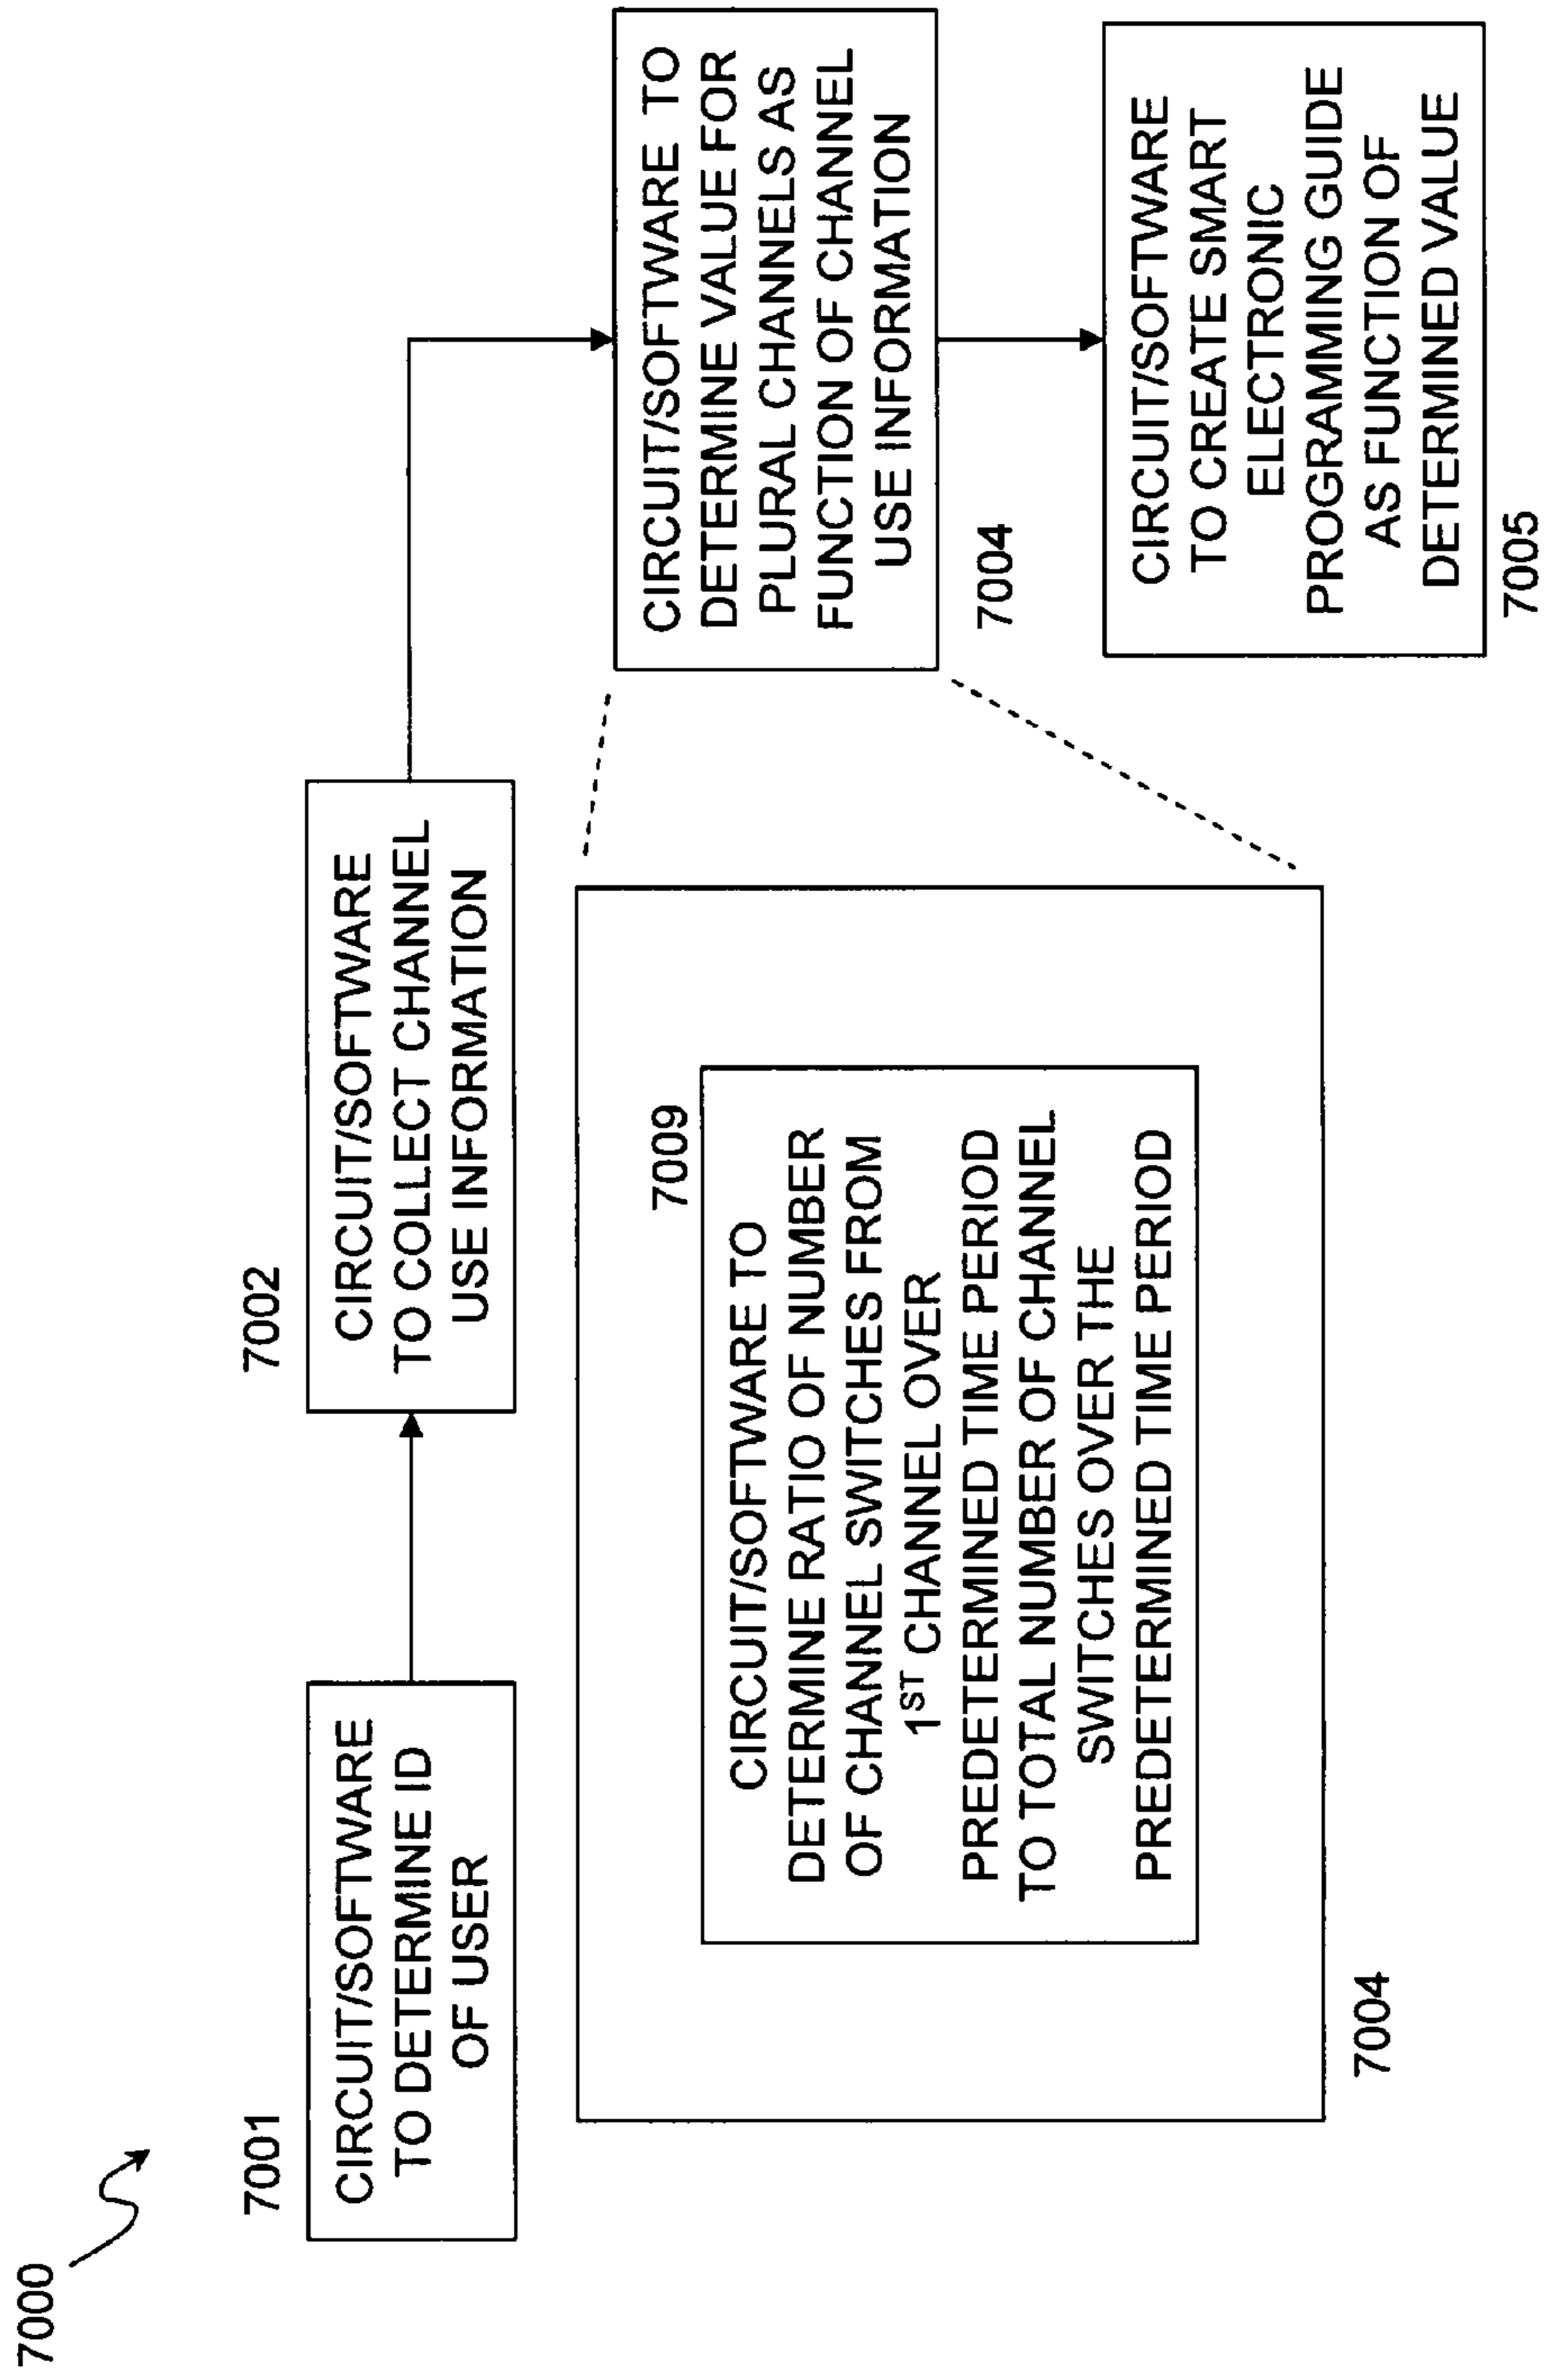 7000
7001
CIRCUIT/SOFTWARE
TO DETERMINE ID
OF USER
7002
CIRCUIT/SOFTWARE
TO COLLECT CHANNEL
USE INFORMATION
CIRCUIT/SOFTWARE TO
DETERMINE VALUE FOR
PLURAL CHANNELS AS
FUNCTION OF CHANNEL
USE INFORMATION
7004
7009
CIRCUIT/SOFTWARE TO
DETERMINE RATIO OF NUMBER
OF CHANNEL SWITCHES FROM
1ST CHANNEL OVER
PREDETERMINED TIME PERIOD
TO TOTAL NUMBER OF CHANNEL
SWITCHES OVER THE
PREDETERMINED TIME PERIOD
7004
CIRCUIT/SOFTWARE
TO CREATE SMART
ELECTRONIC
PROGRAMMING GUIDE
AS FUNCTION OF
DETERMINED VALUE
7005